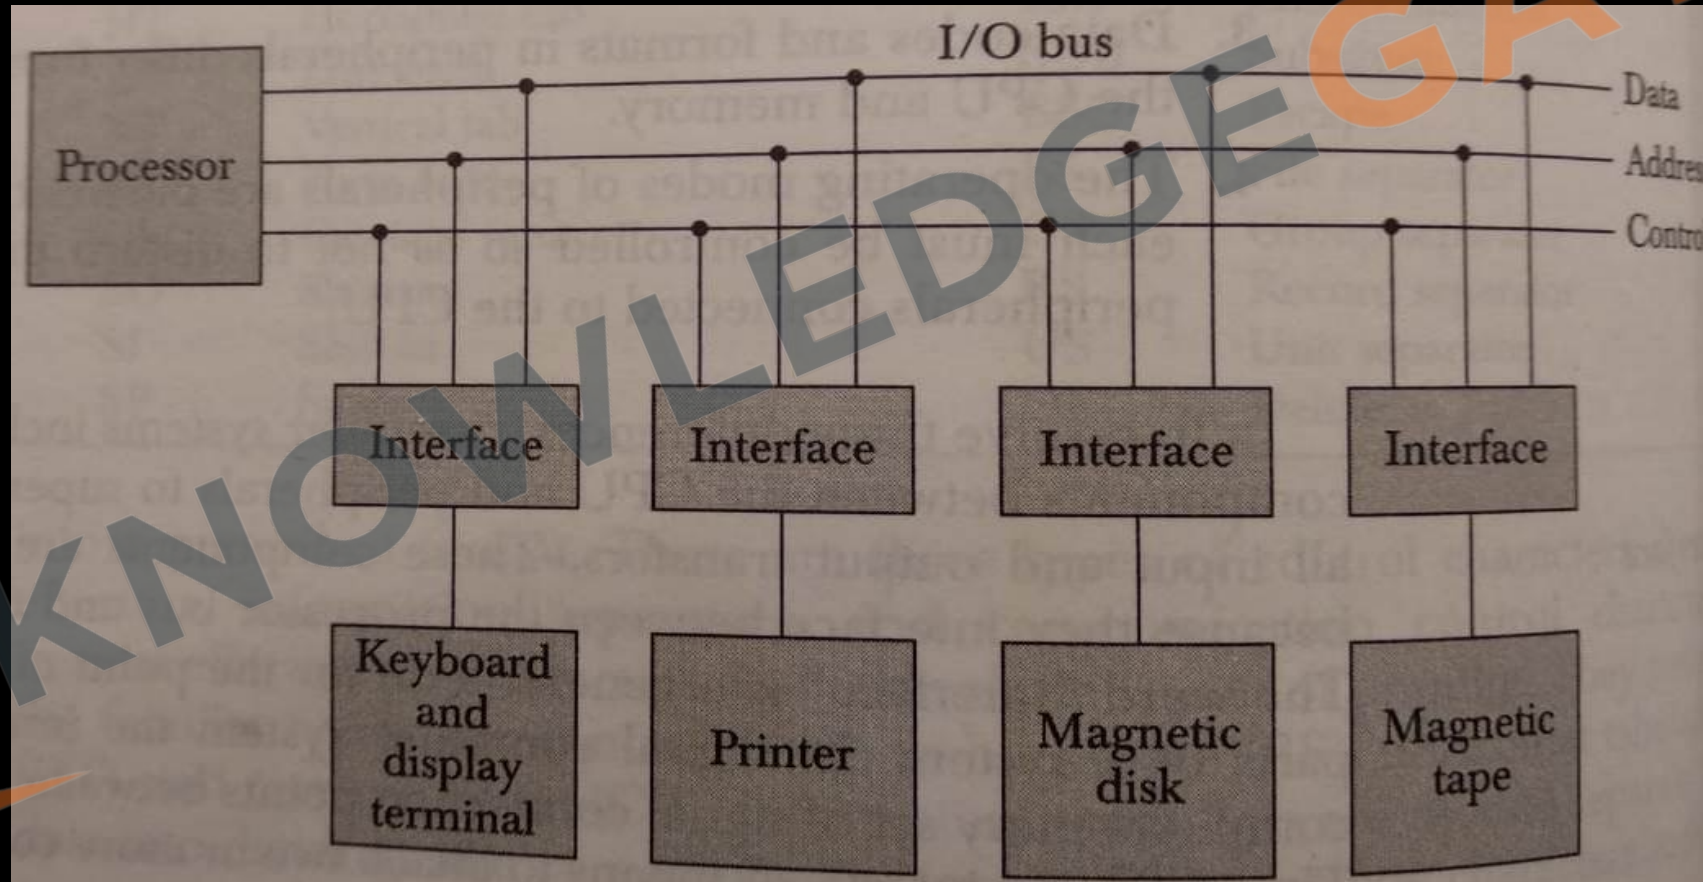 I/O bus
Processor
Data
Addres
Contro
Interface
Interface
Interface
Interface
Keyboard
and
display
terminal
Printer
Magnetic
disk
Magnetic
tape
KNOWLEDGEGA